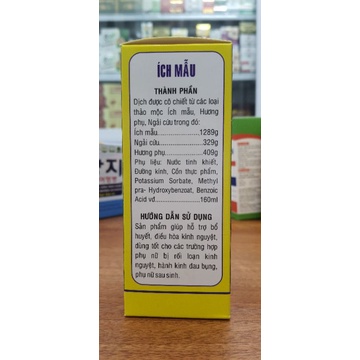 ÍCH MẪU
THÀNH PHẦN
Dịch được cô chiết từ các loại
thảo mộc Ích mẫu, Hương
phụ, Ngải cứu trong đó:
Ích mẫu..................1289g
Ngải cứu..................329g
Hương phụ..................409g
Phụ liệu: Nước tinh khiết,
Đường kính, Cồn thực phẩm,
Potassium Sorbate, Methyl
pra- Hydroxybenzoat, Benzoic
Acid vđ..................160ml
HƯỚNG DẪN SỬ DỤNG
Sản phẩm giúp hỗ trợ bổ
huyết, điều hòa kinh nguyệt,
dùng tốt cho các trường hợp
phụ nữ bị rối loạn kinh
nguyệt, hành kinh đau bụng,
phụ nữ sau sinh.